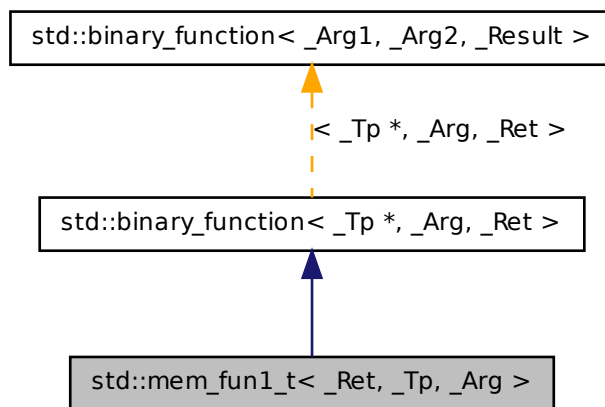 std::binary_function< _Arg1, _Arg2, _Result >
< _Tp *, _Arg, _Ret >
std::binary_function< _Tp *, _Arg, _Ret >
std::mem_fun1_t< _Ret, _Tp, _Arg >